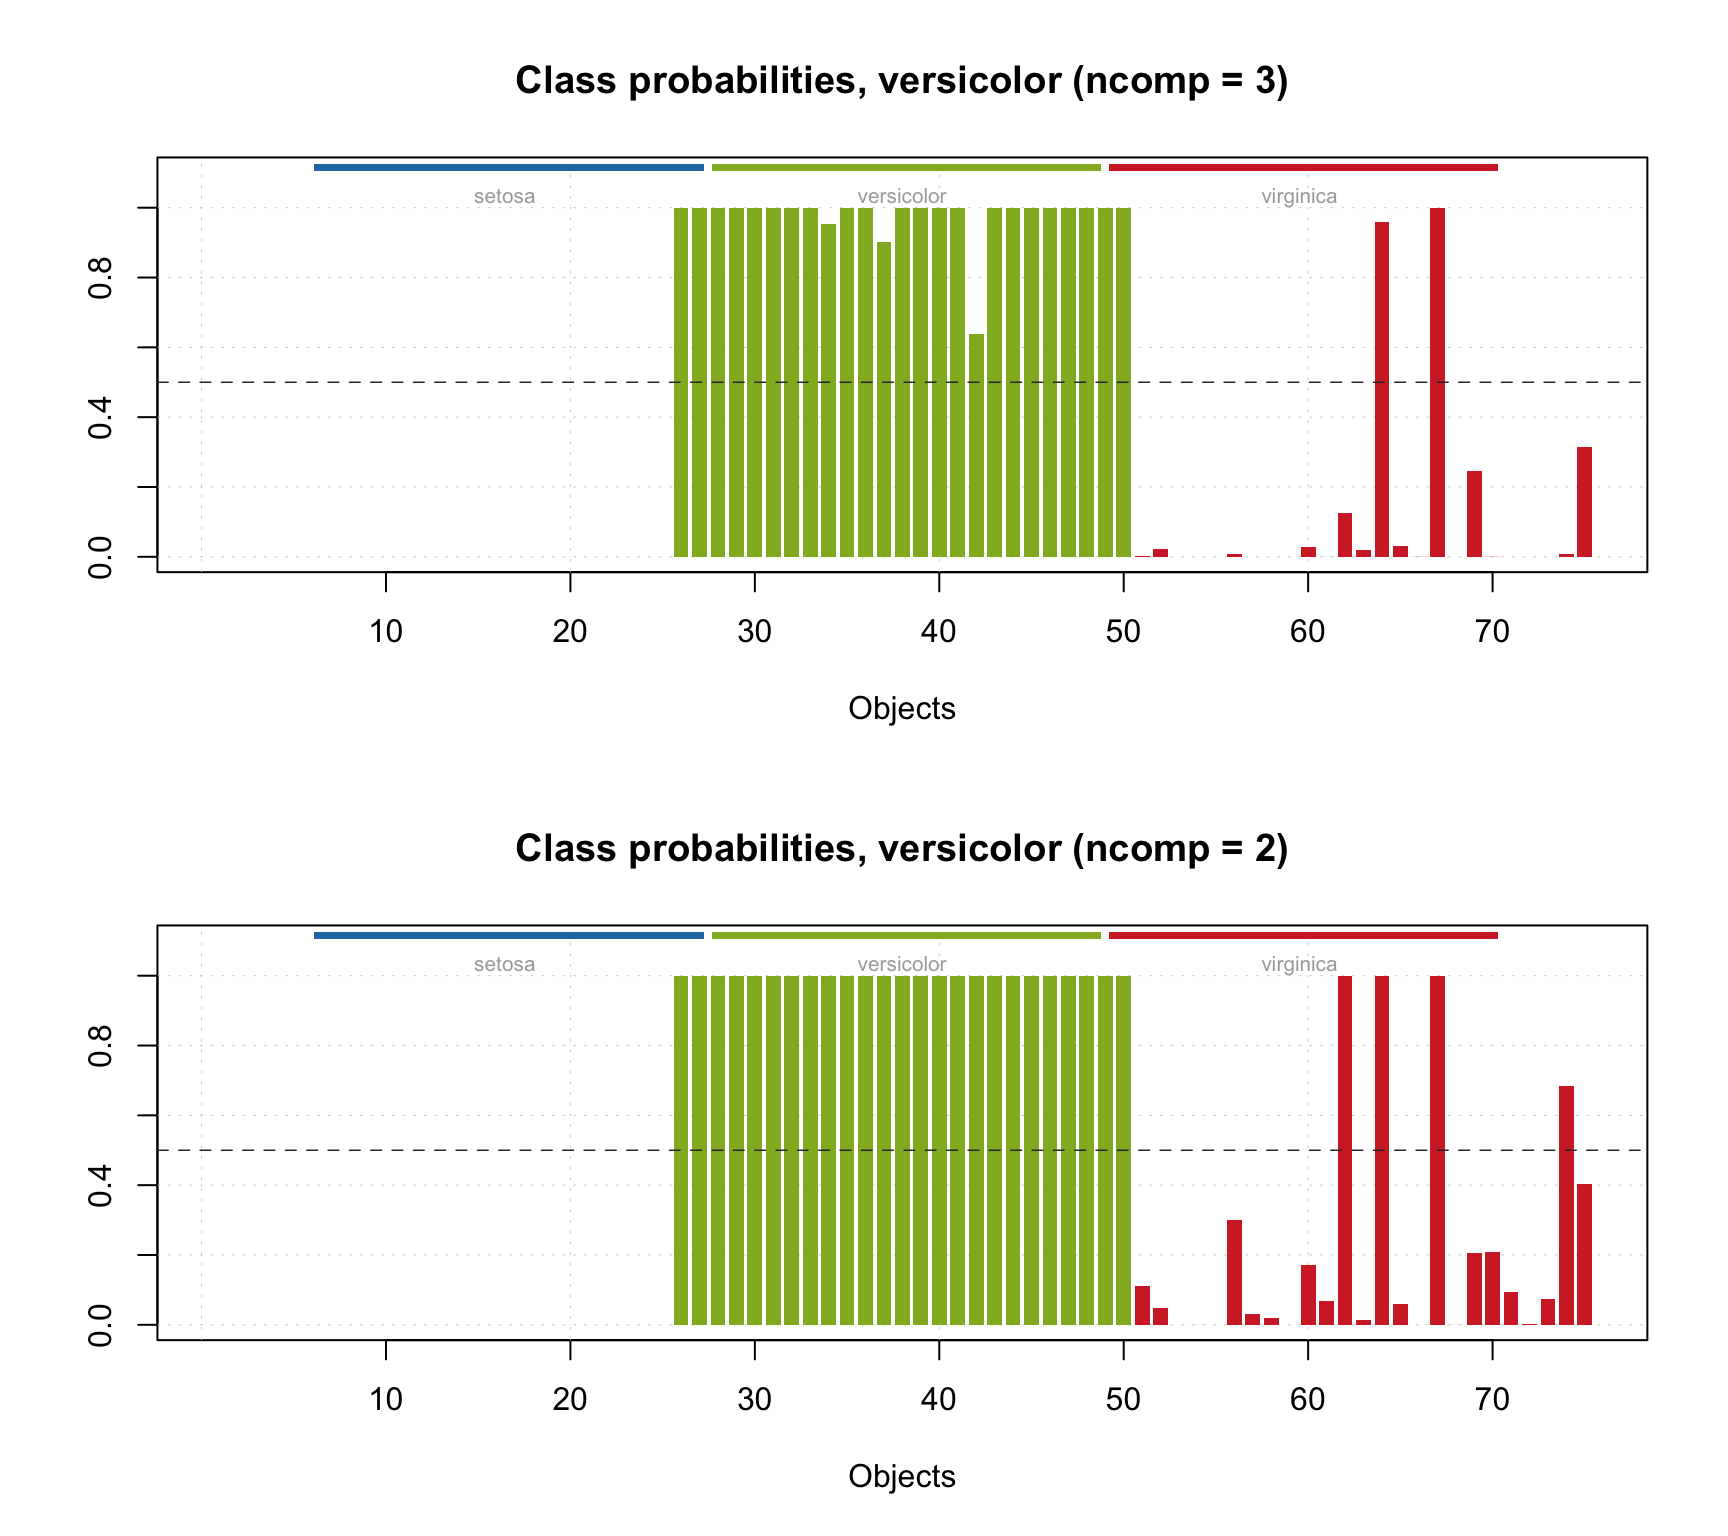 Class probabilities, versicolor (ncomp = 3)
setosa versicolor virginica
0.8
0.4
0.0
10 20 30 40 50 60 70
Objects
Class probabilities, versicolor (ncomp = 2)
setosa versicolor virginica
0.8
0.4
0.0
10 20 30 40 50 60 70
Objects